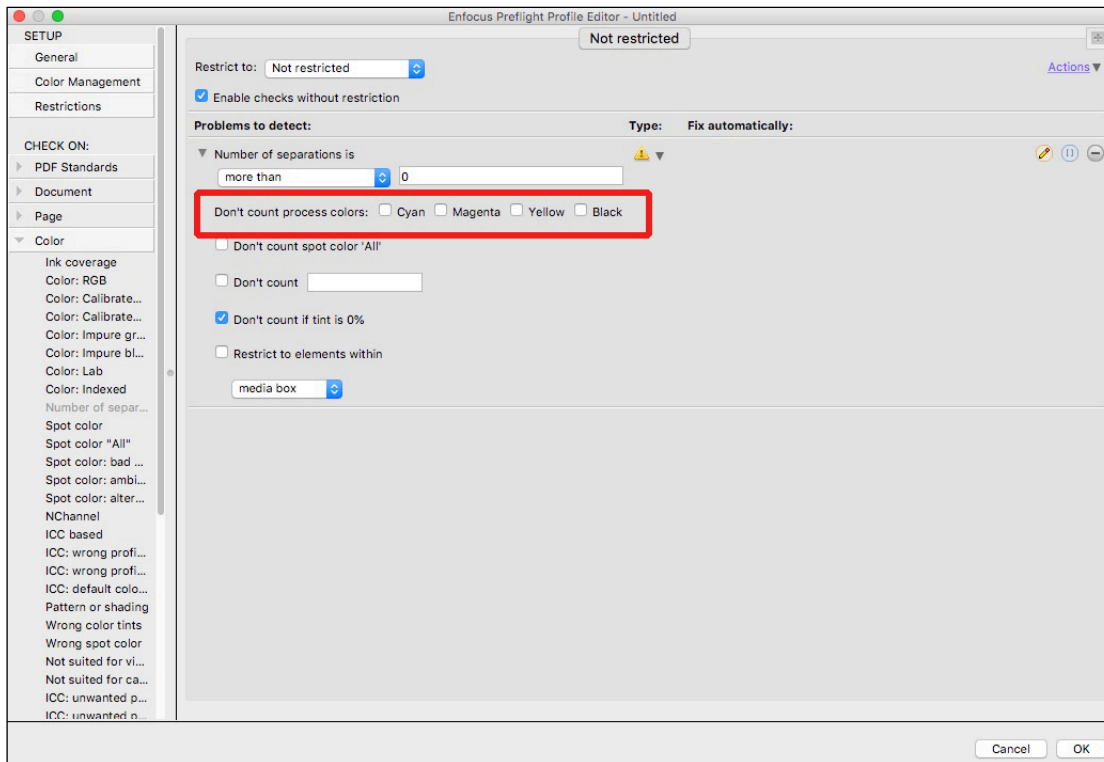 Enfocus Preflight Profile Editor - Untitled
SETUP
General
Color Management
Restrictions
CHECK ON:
PDF Standards
Document
Page
Color
Ink coverage
Color: RGB
Color: Calibrate...
Color: Calibrate...
Color: Impure gr...
Color: Impure bl...
Color: Lab
Color: Indexed
Number of separ...
Spot color
Spot color "All"
Spot color: bad ...
Spot color: ambi...
Spot color: alter...
NChannel
ICC based
ICC: wrong profi...
ICC: wrong profi...
ICC: default colo...
Pattern or shading
Wrong color tints
Wrong spot color
Not suited for vi...
Not suited for ca...
ICC: unwanted p...
ICC: unwanted p...
Not restricted
Restrict to: Not restricted Actions
Enable checks without restriction
Problems to detect: Type: Fix automatically:
Number of separations is
more than 0
Don't count process colors: Cyan Magenta Yellow Black
Don't count spot color 'All'
Don't count
Don't count if tint is 0%
Restrict to elements within
media box
Cancel OK